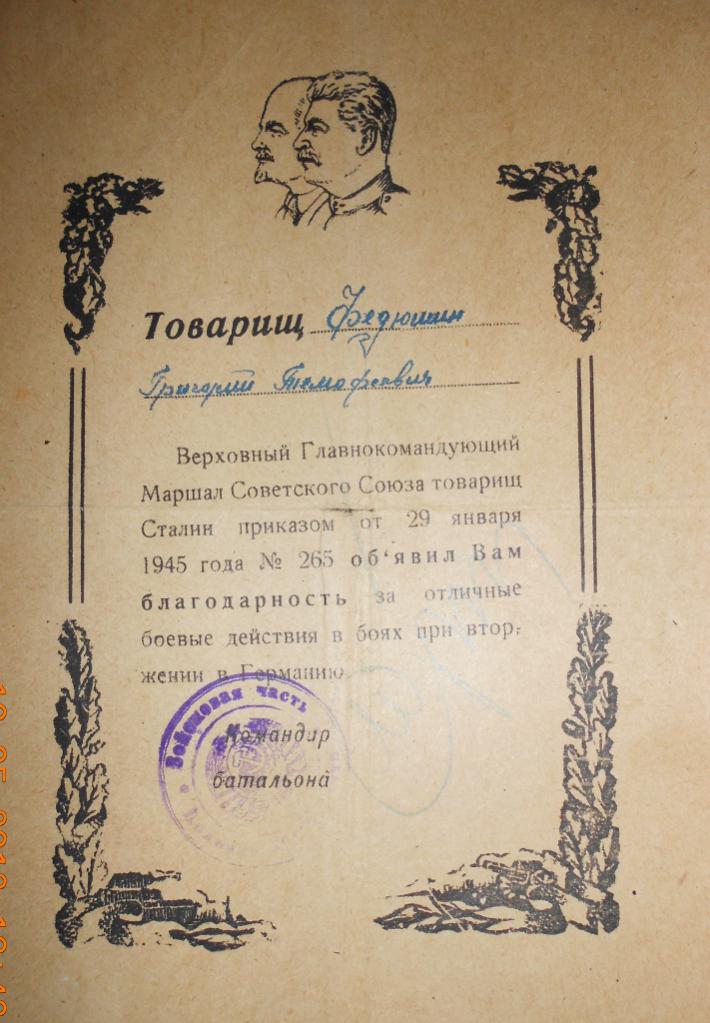 Товарищ Федюшин
Григорий Темофеевич
Верховный Главнокомандующий
Маршал Советского Союза товарищ
Сталин приказом от 29 января
1945 года № 265 об‘явил Вам
благодарность за отличные
боевые действия в боях при втор-
жении в Германию.
Войсковая часть
Командир
батальона